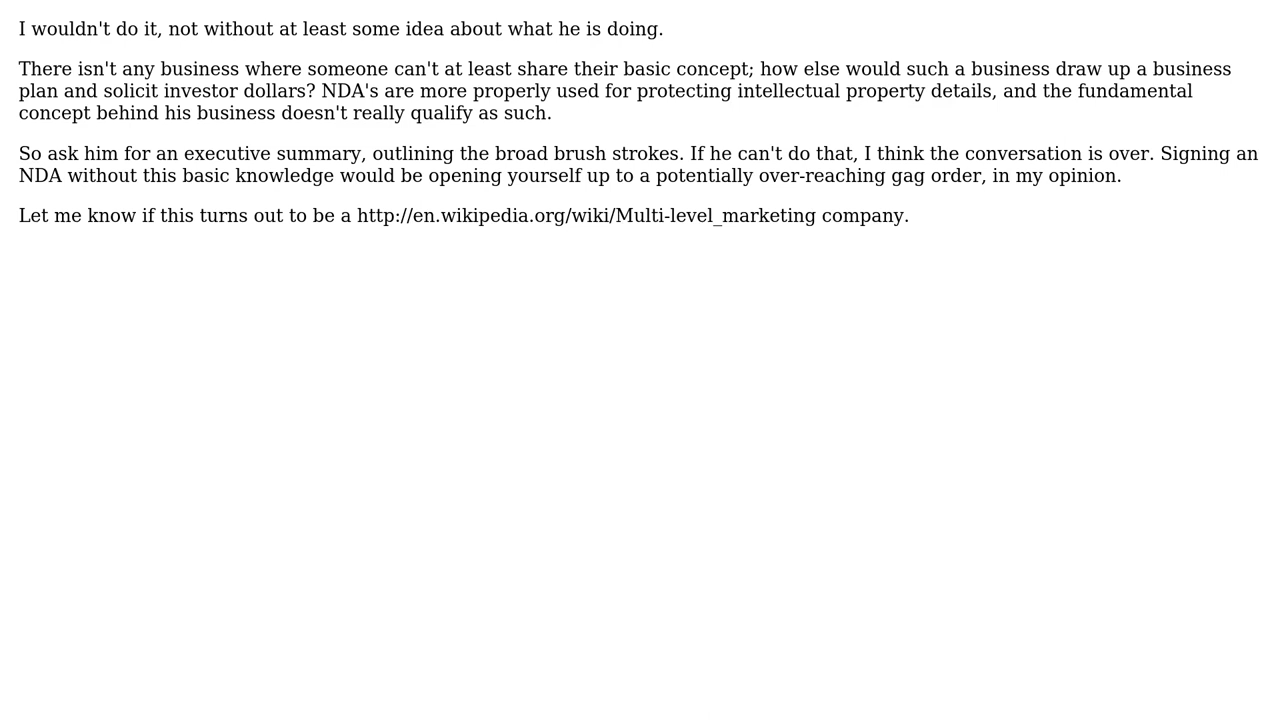 I wouldn't do it, not without at least some idea about what he is doing.
There isn't any business where someone can't at least share their basic concept; how else would such a business draw up a business
plan and solicit investor dollars? NDA's are more properly used for protecting intellectual property details, and the fundamental
concept behind his business doesn't really qualify as such.
So ask him for an executive summary, outlining the broad brush strokes. If he can't do that, I think the conversation is over. Signing an
NDA without this basic knowledge would be opening yourself up to a potentially over-reaching gag order, in my opinion.
Let me know if this turns out to be a http://en.wikipedia.org/wiki/Multi-level_marketing company.